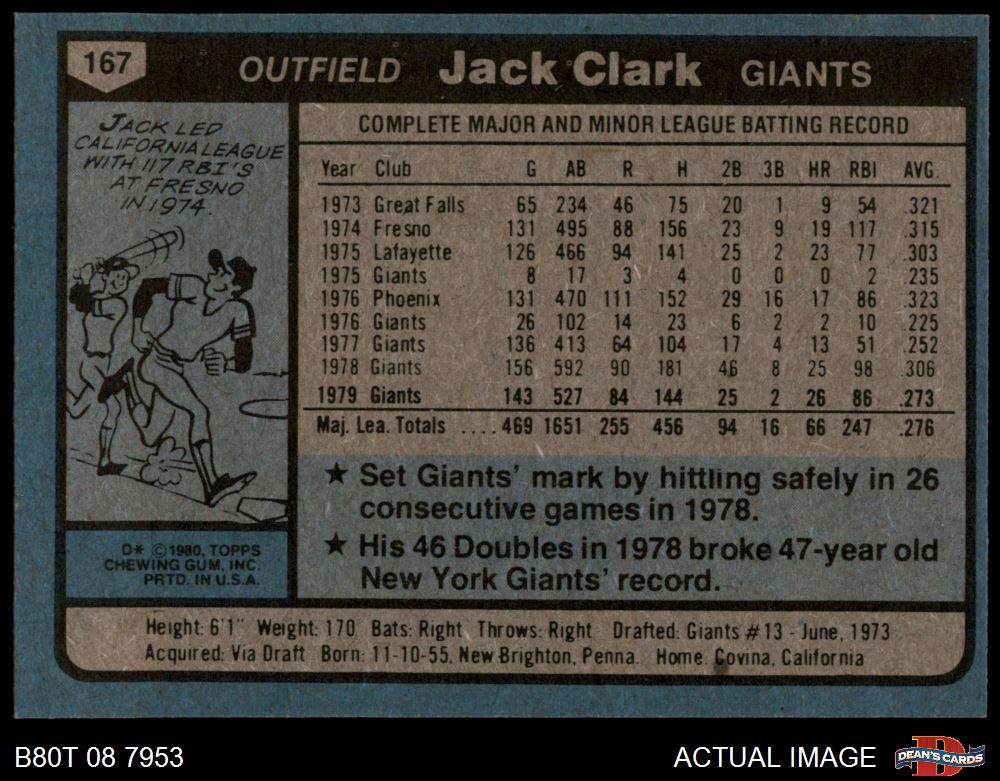 167
OUTFIELD Jack Clark GIANTS
JACK LED
CALIFORNIA LEAGUE
WITH 117 RBI'S
AT FRESNO
IN 1974.
COMPLETE MAJOR AND MINOR LEAGUE BATTING RECORD
Year Club G AB R H 2B 3B HR RBI AVG.
1973 Great Falls 65 234 46 75 20 1 9 54 .321
1974 Fresno 131 495 88 156 23 9 19 117 .315
1975 Lafayette 126 466 94 141 25 2 23 77 .303
1975 Giants 8 17 3 4 0 0 0 2 .235
1976 Phoenix 131 470 111 152 29 16 17 86 .323
1976 Giants 26 102 14 23 6 2 2 10 .225
1977 Giants 136 413 64 104 17 4 13 51 .252
1978 Giants 156 592 90 181 46 8 25 98 .306
1979 Giants 143 527 84 144 25 2 26 86 .273
Maj. Lea. Totals .... 469 1651 255 456 94 16 66 247 .276
★ Set Giants' mark by hittling safely in 26
consecutive games in 1978.
★ His 46 Doubles in 1978 broke 47-year old
New York Giants' record.
D* © 1980, TOPPS
CHEWING GUM, INC.
PRTD. IN U.S.A.
Height: 6'1" Weight: 170 Bats: Right Throws: Right Drafted: Giants #13 - June, 1973
Acquired: Via Draft Born: 11-10-55, New Brighton, Penna. Home: Covina, California
B80T 08 7953
ACTUAL IMAGE
D
DEAN'S CARDS